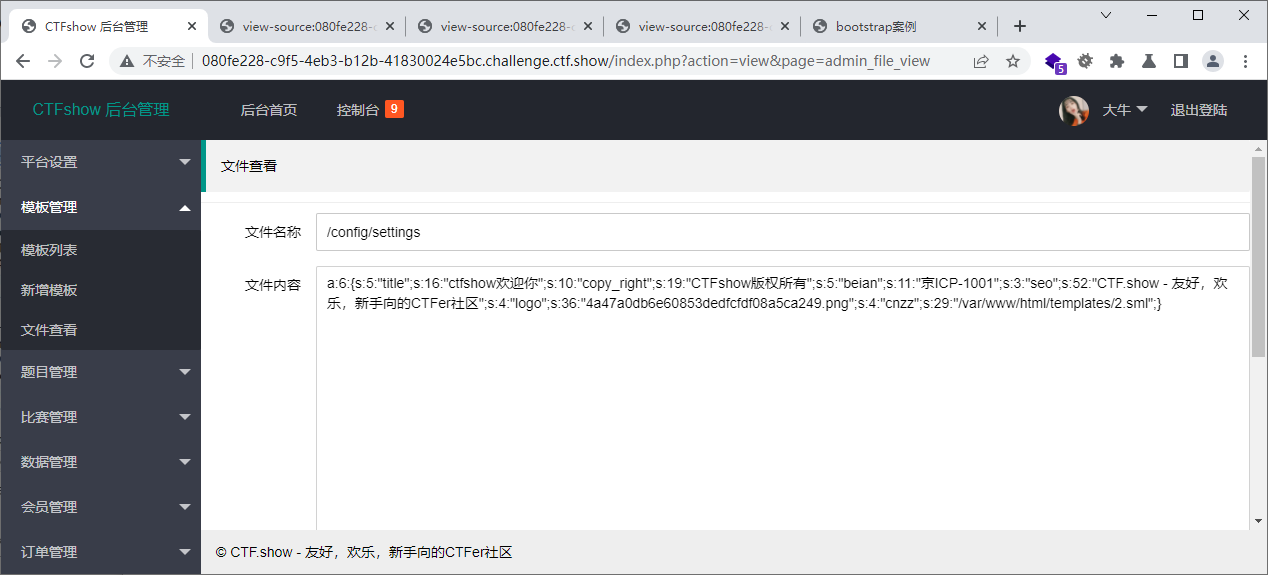 CTFshow 后台管理
view-source:080fe228-
view-source:080fe228-
view-source:080fe228-
bootstrap案例
不安全
080fe228-c9f5-4eb3-b12b-41830024e5bc.challenge.ctf.show/index.php?action=view&page=admin_file_view
5
CTFshow 后台管理
后台首页
控制台 9
大牛
退出登陆
平台设置
模板管理
模板列表
新增模板
文件查看
题目管理
比赛管理
数据管理
会员管理
订单管理
文件查看
文件名称
/config/settings
文件内容
a:6:{s:5:"title";s:16:"ctfshow欢迎你";s:10:"copy_right";s:19:"CTFshow版权所有";s:5:"beian";s:11:"京ICP-1001";s:3:"seo";s:52:"CTF.show - 友好，欢
乐，新手向的CTFer社区";s:4:"logo";s:36:"4a47a0db6e60853dedfcfdf08a5ca249.png";s:4:"cnzz";s:29:"/var/www/html/templates/2.sml";}
© CTF.show - 友好，欢乐，新手向的CTFer社区